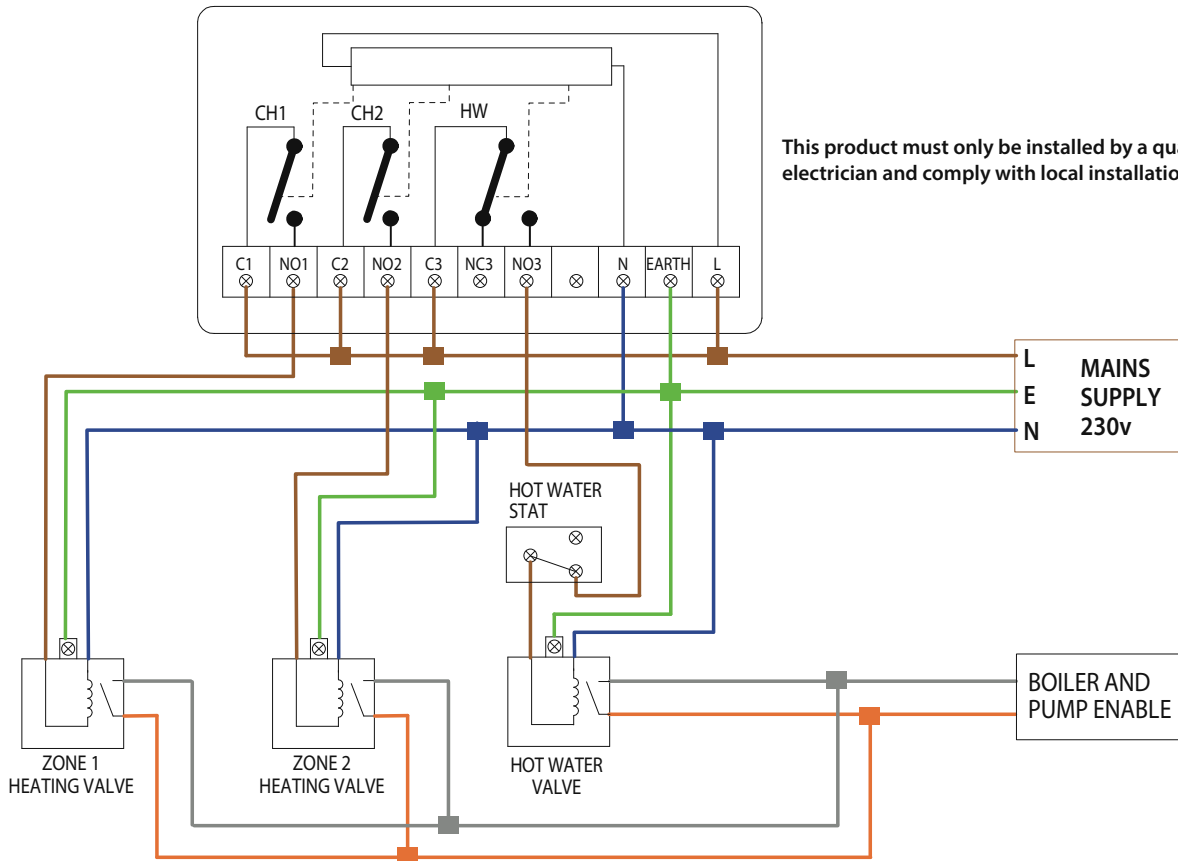 CH1 CH2 HW
This product must only be installed by a
electrician and comply with local
C1 NO1 C2 NO2 C3 NC3 NO3 N EARTH L
L
E
N
MAINS
SUPPLY
230v
HOT WATER
STAT
ZONE 1
HEATING VALVE
ZONE 2
HEATING VALVE
HOT WATER
VALVE
BOILER AND
PUMP ENABLE